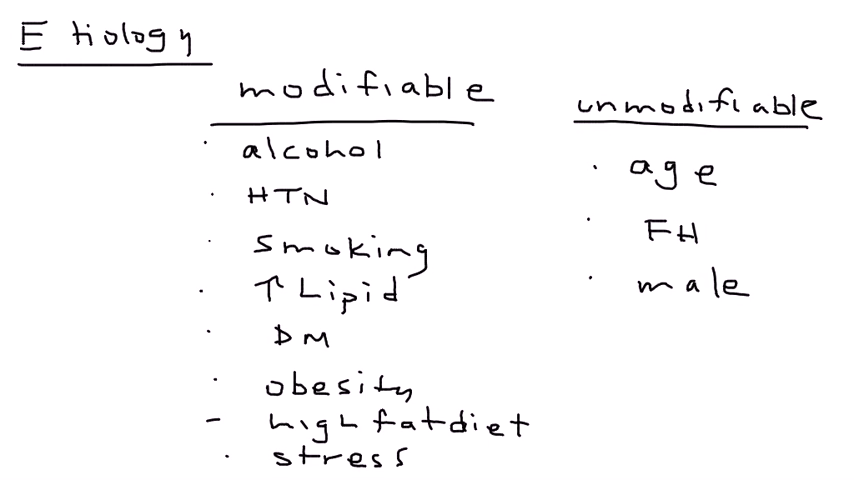 Etiology
modifiable
unmodifiable
· alcohol
· HTN
· Smoking
· ↑ Lipid
· DM
· obesity
- high fat diet
· stress
· age
· FH
· male